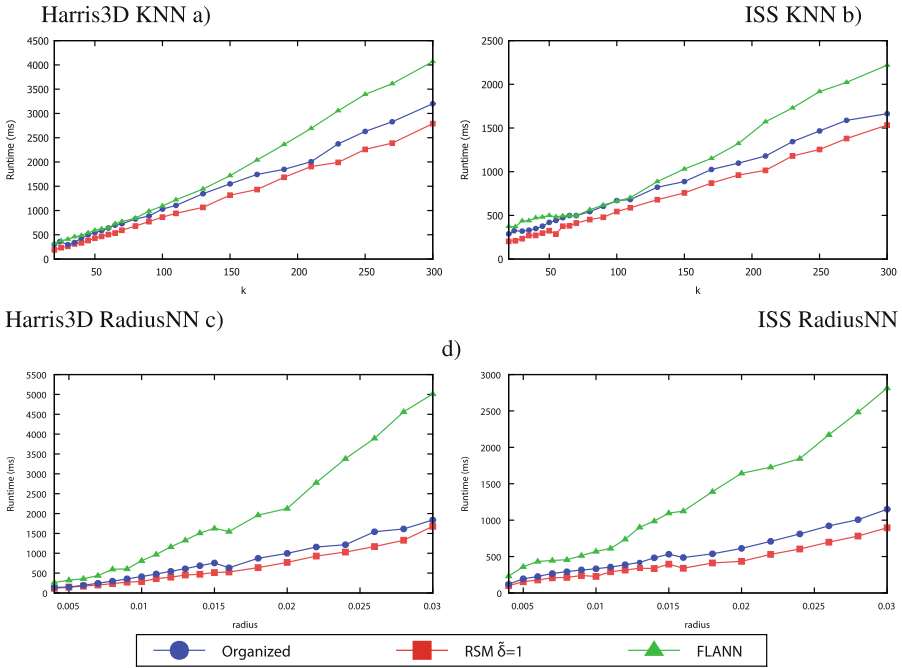 Harris3D KNN a)
ISS KNN b)
4500
4000
3500
3000
2500
2000
1500
1000
500
0
Runtime (ms)
50 100 150 200 250 300
k
2500
2000
1500
1000
500
0
Runtime (ms)
50 100 150 200 250 300
k
Harris3D RadiusNN c)
ISS RadiusNN
d)
5500
5000
4500
4000
3500
3000
2500
2000
1500
1000
500
0
Runtime (ms)
0.005 0.01 0.015 0.02 0.025 0.03
radius
3000
2500
2000
1500
1000
500
0
Runtime (ms)
0.005 0.01 0.015 0.02 0.025 0.03
radius
Organized RSM δ̃=1 FLANN